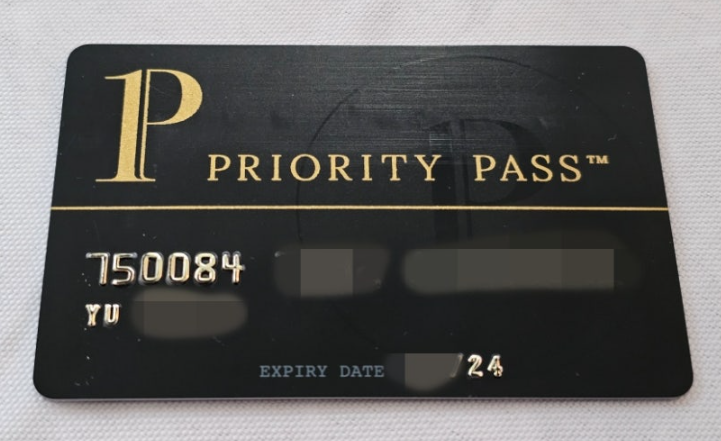 P
PRIORITY PASS™
750084
YU
EXPIRY DATE /24